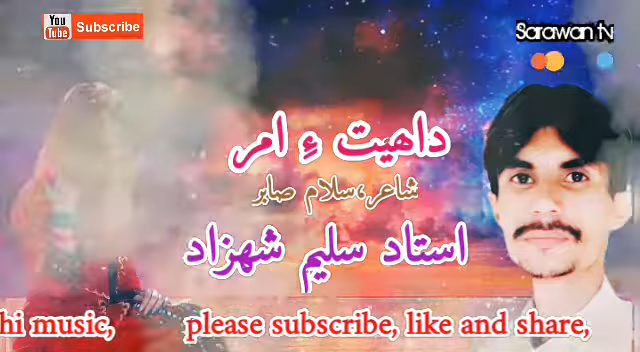 You Tube Subscribe
Sarawan tv
داھیت ءِ امر
شاعر،سلام صابر
استاد سلیم شهزاد
hi music, please subscribe, like and share,